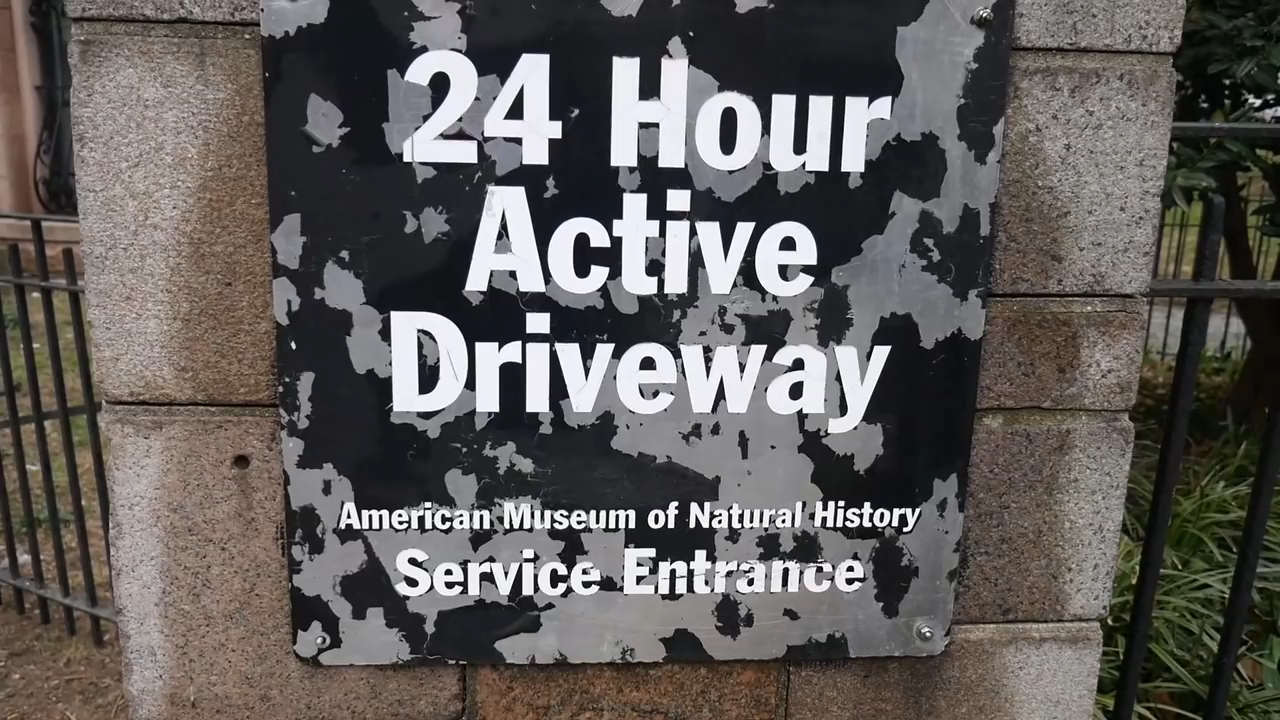 24 Hour
Active
Driveway
American Museum of Natural History
Service Entrance